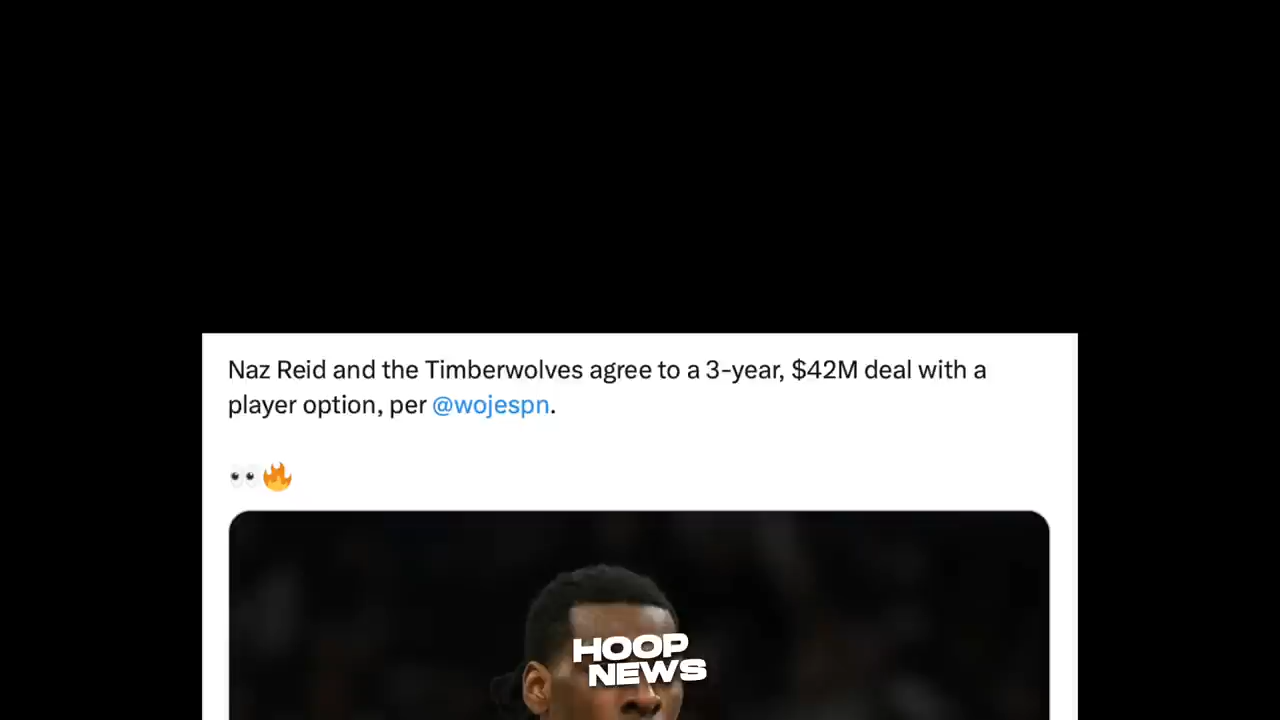 Naz Reid and the Timberwolves agree to a 3-year, $42M deal with a
player option, per @wojespn.
👀🔥
HOOP
NEWS